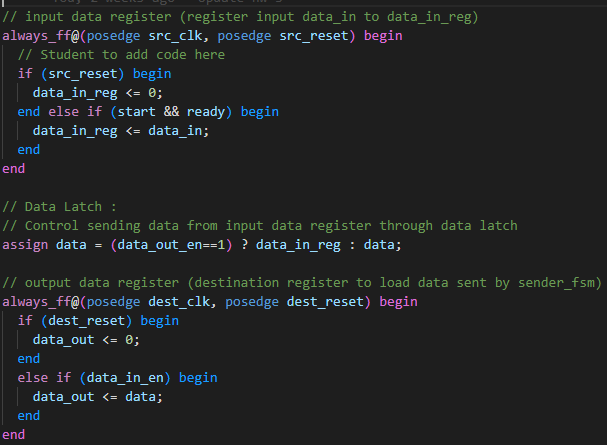 // input data register (register input data_in to data_in_reg)
always_ff@(posedge src_clk, posedge src_reset) begin
  // Student to add code here
  if (src_reset) begin
    data_in_reg <= 0;
  end else if (start && ready) begin
    data_in_reg <= data_in;
  end
end

// Data Latch :
// Control sending data from input data register through data latch
assign data = (data_out_en==1) ? data_in_reg : data;

// output data register (destination register to load data sent by sender_fsm)
always_ff@(posedge dest_clk, posedge dest_reset) begin
  if (dest_reset) begin
    data_out <= 0;
  end
  else if (data_in_en) begin
    data_out <= data;
  end
end